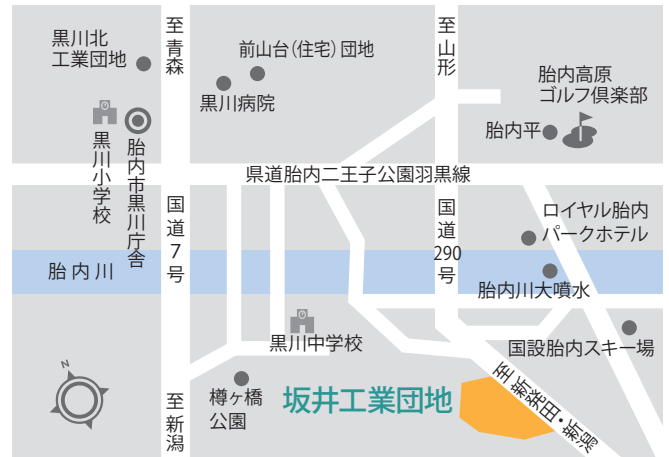 至青森
至山形
黒川北
工業団地
前山台(住宅)団地
黒川病院
胎内高原
ゴルフ倶楽部
胎内平
黒川小学校
胎内市黒川庁舎
県道胎内二王子公園羽黒線
国道7号
国道290号
ロイヤル胎内
パークホテル
胎内川
胎内川大噴水
黒川中学校
国設胎内スキー場
N
樽ヶ橋
公園
坂井工業団地
至新潟
至新発田・新潟